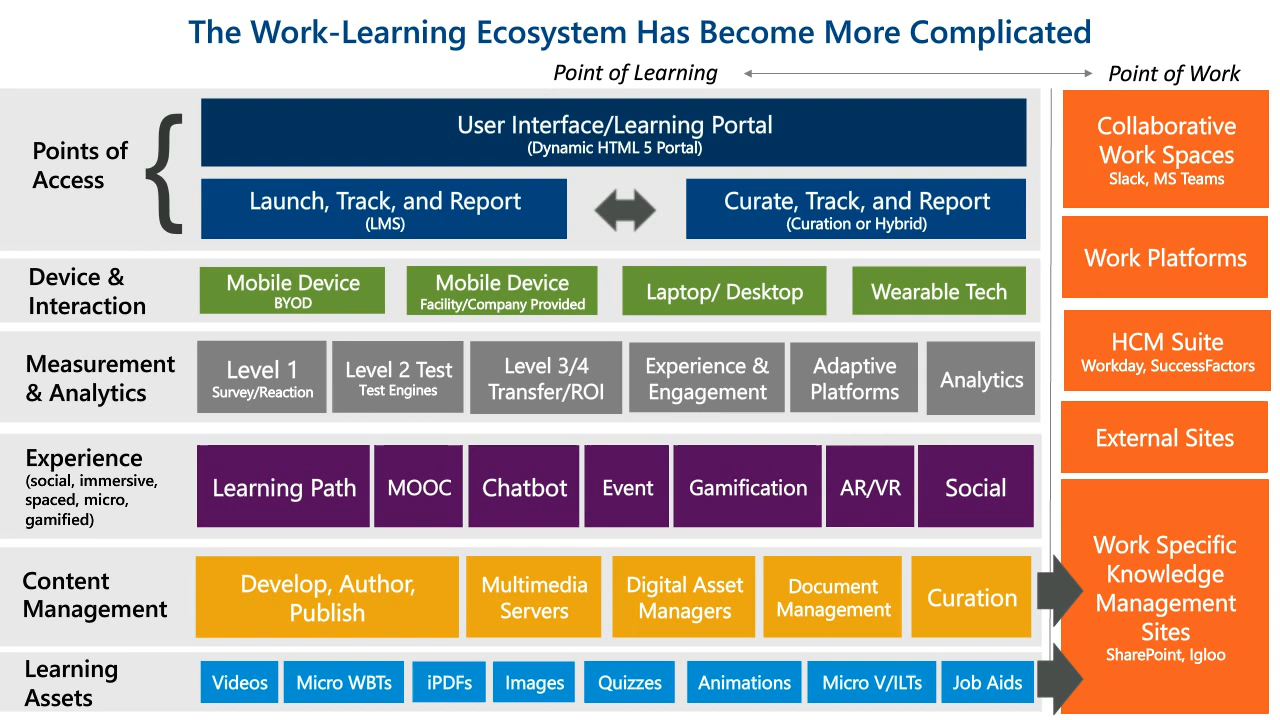 The Work-Learning Ecosystem Has Become More Complicated
Point of Learning
Point of Work
Points of
Access
{
User Interface/Learning Portal
(Dynamic HTML 5 Portal)
Launch, Track, and Report
(LMS)
Curate, Track, and Report
(Curation or Hybrid)
Device &
Interaction
Mobile Device
BYOD
Mobile Device
Facility/Company Provided
Laptop/ Desktop
Wearable Tech
Measurement
& Analytics
Level 1
Survey/Reaction
Level 2 Test
Test Engines
Level 3/4
Transfer/ROI
Experience &
Engagement
Adaptive
Platforms
Analytics
Experience
(social, immersive,
spaced, micro,
gamified)
Learning Path
MOOC
Chatbot
Event
Gamification
AR/VR
Social
Content
Management
Develop, Author,
Publish
Multimedia
Servers
Digital Asset
Managers
Document
Management
Curation
Learning
Assets
Videos
Micro WBTs
iPDFs
Images
Quizzes
Animations
Micro V/ILTs
Job Aids
Collaborative
Work Spaces
Slack, MS Teams
Work Platforms
HCM Suite
Workday, SuccessFactors
External Sites
Work Specific
Knowledge
Management
Sites
SharePoint, Igloo